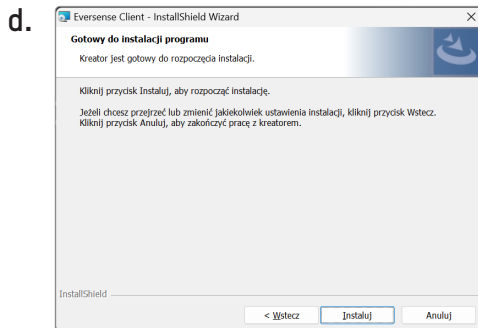 d.
Eversense Client - InstallShield Wizard
Gotowy do instalacji programu
Kreator jest gotowy do rozpoczęcia instalacji.
Kliknij przycisk Instaluj, aby rozpocząć instalację.
Jeżeli chcesz przejrzeć lub zmienić jakiekolwiek ustawienia instalacji, kliknij przycisk Wstecz.
Kliknij przycisk Anuluj, aby zakończyć pracę z kreatorem.
InstallShield
< Wstecz Instaluj Anuluj